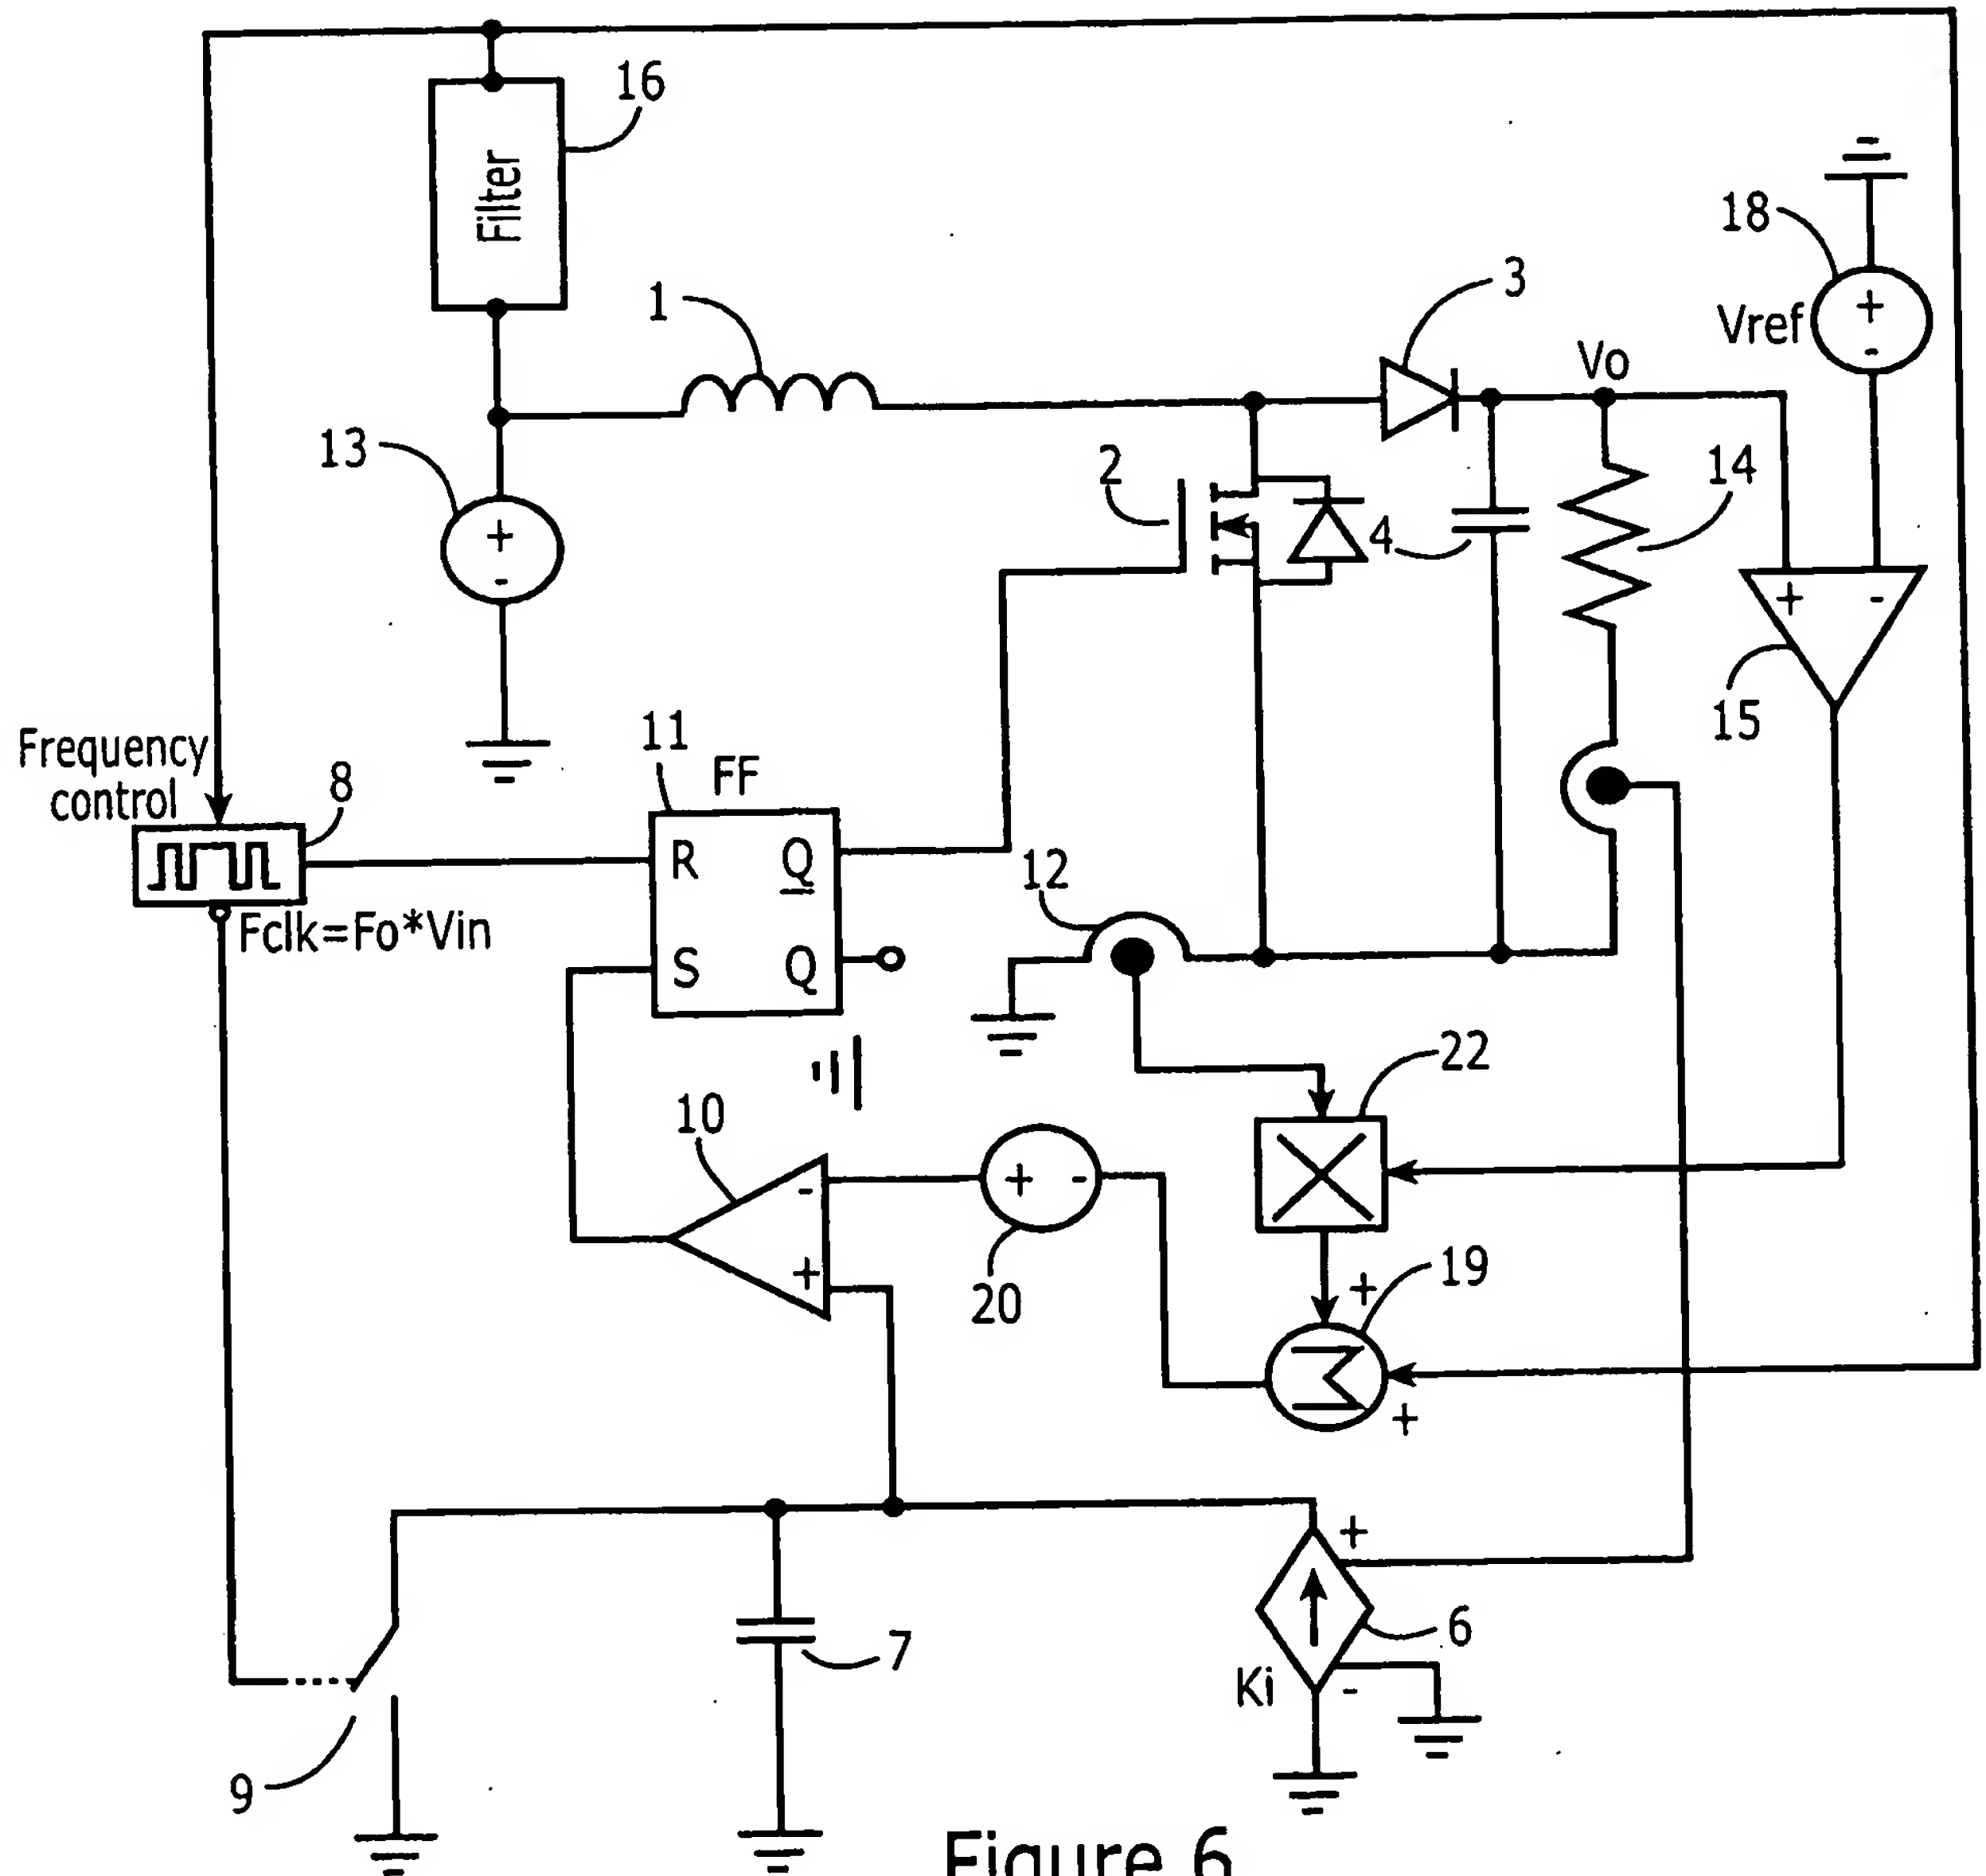 16
Filter
18
3
1
Vref
+
-
Vo
13
2
14
4
+
-
+
-
15
Frequency
control
8
11
FF
R
Q
12
Fclk=Fo*Vin
S
Q
22
10
-
+
-
+
19
20
+
+
6
7
Ki
-
9
Figure 6